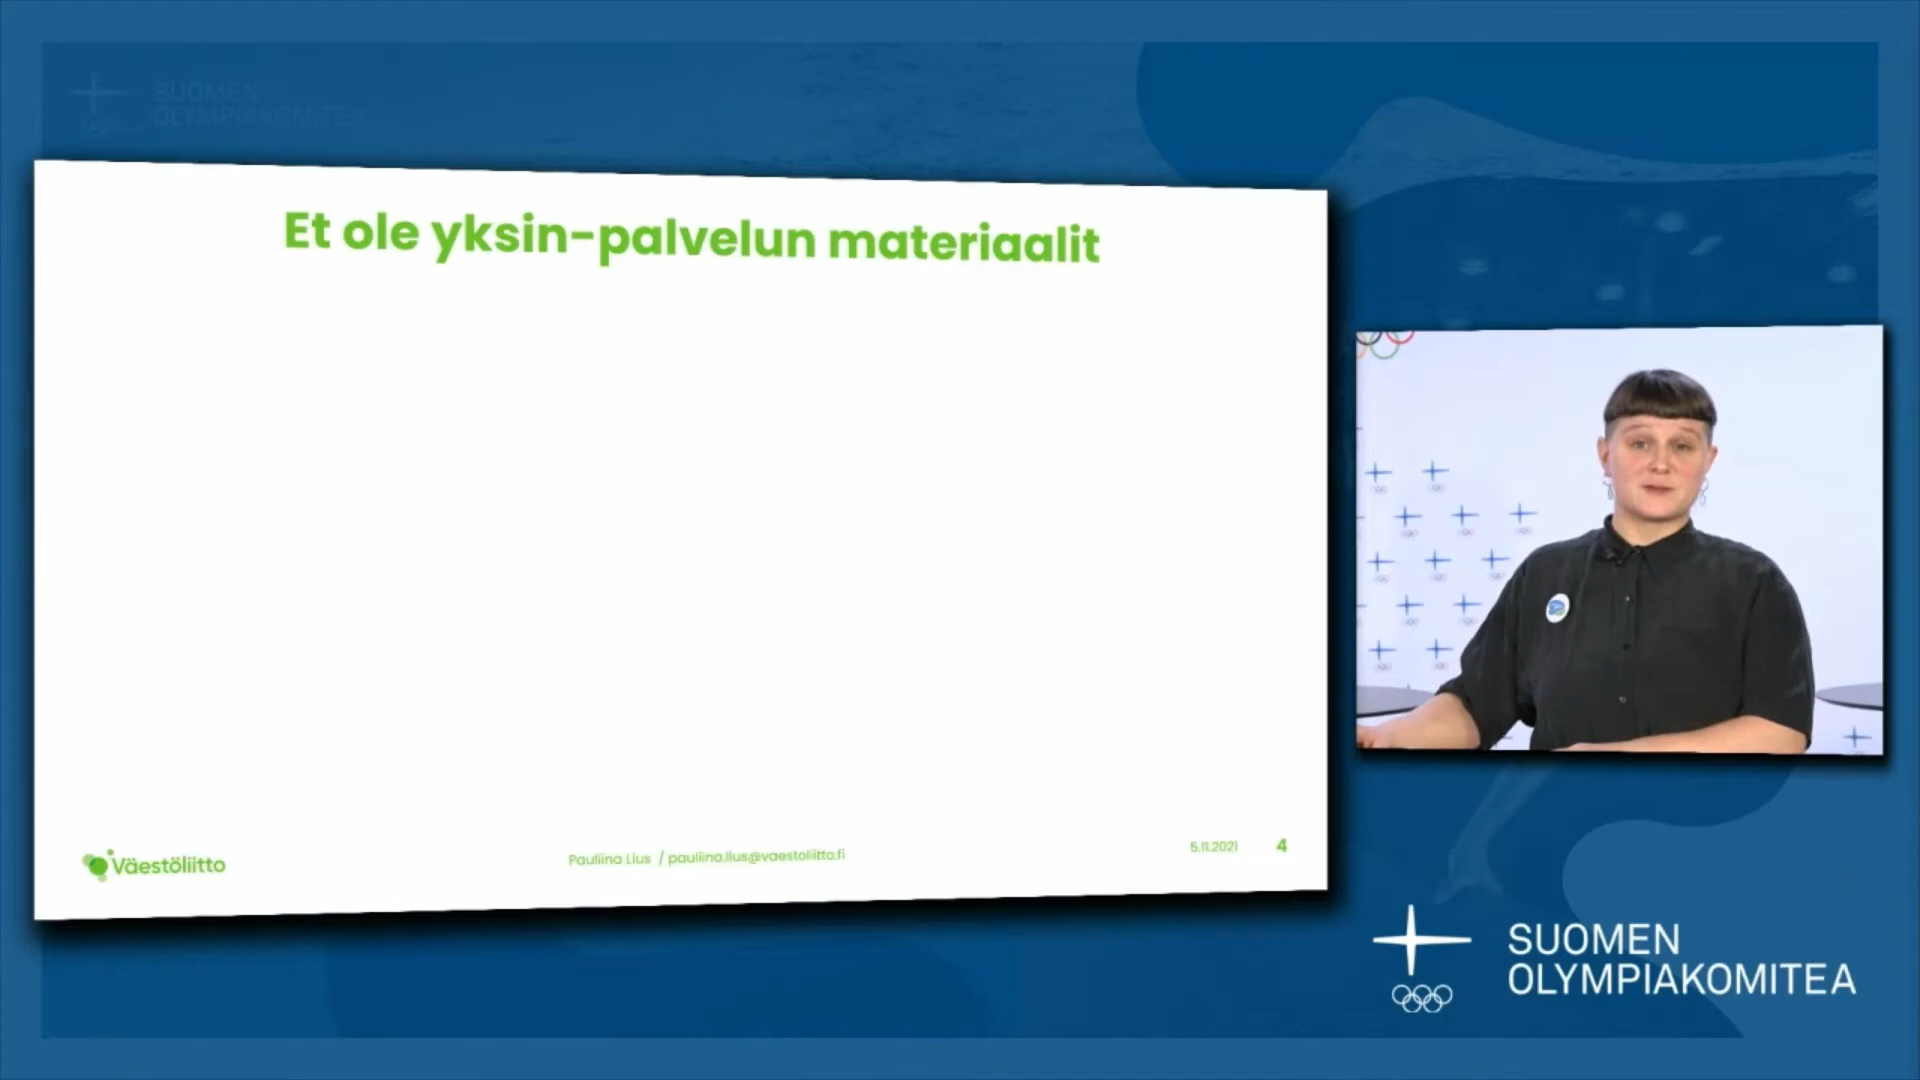 SUOMEN
OLYMPIAKOMITEA
Et ole yksin-palvelun materiaalit
Väestöliitto
Pauliina Lius / pauliina.lius@vaestoliitto.fi
5.11.2021
4
SUOMEN
OLYMPIAKOMITEA